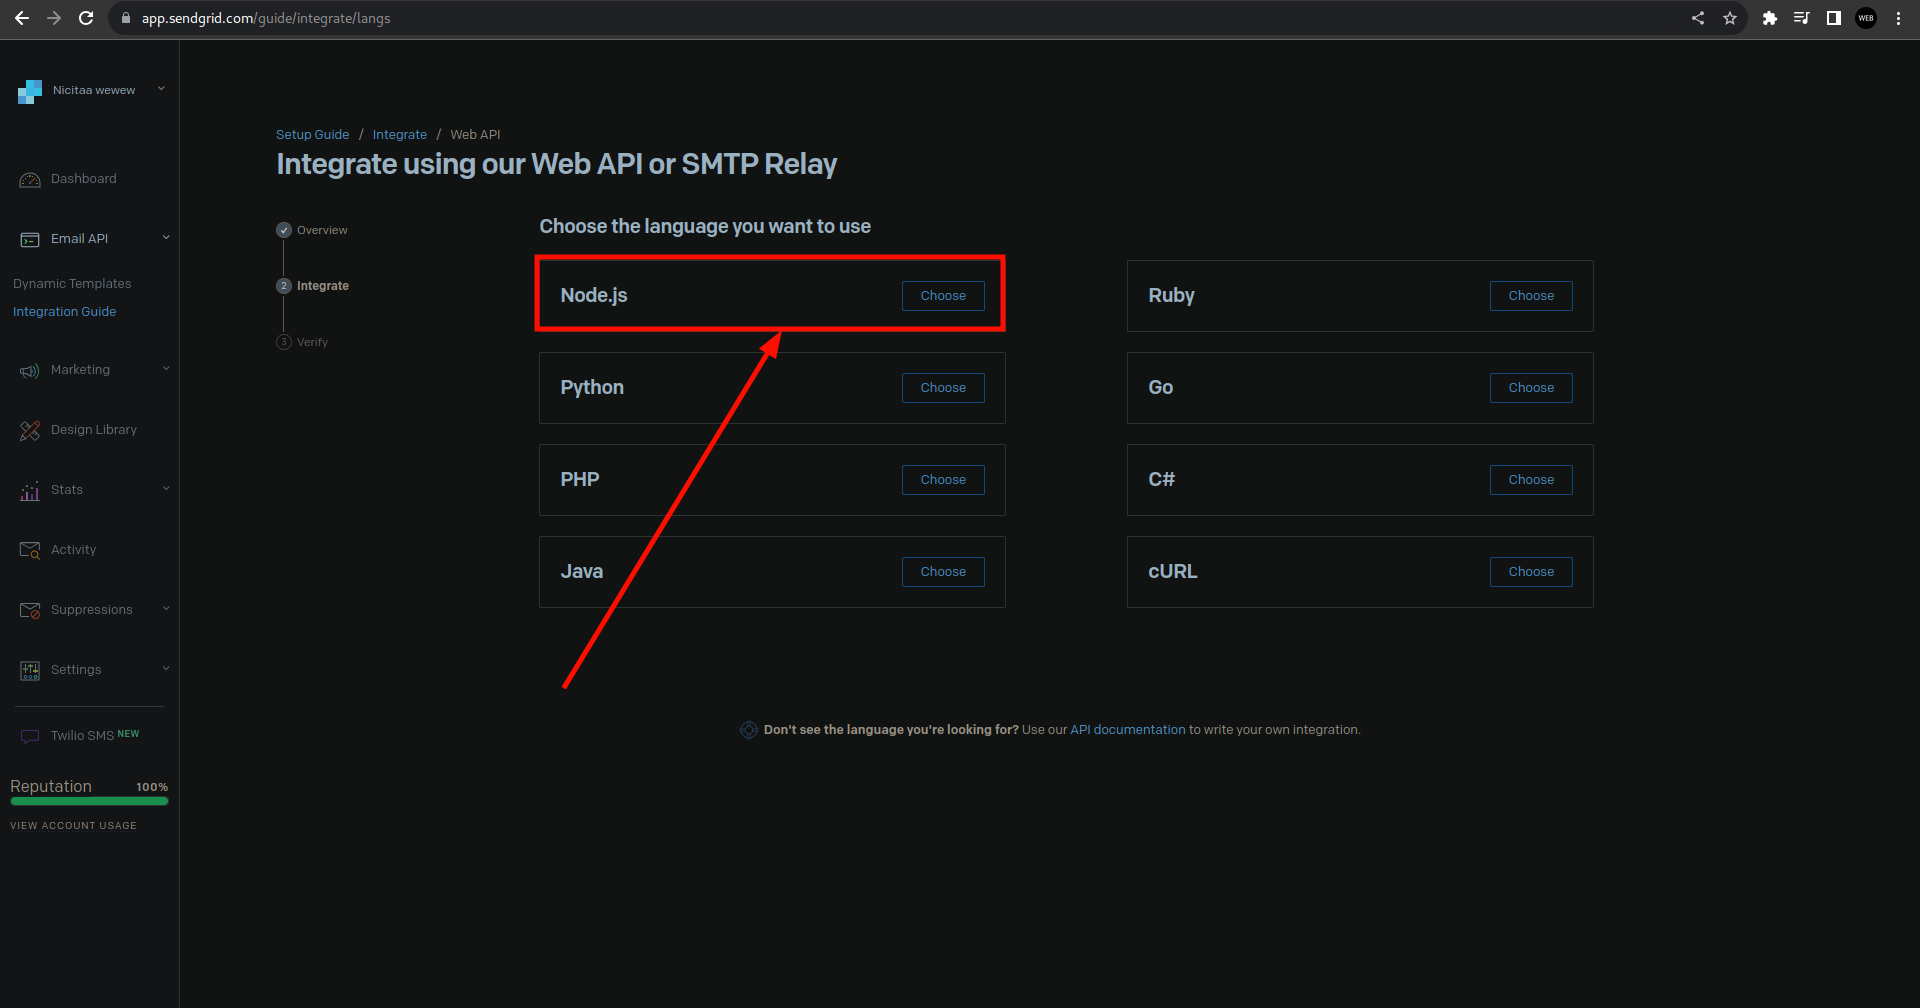 app.sendgrid.com/guide/integrate/langs
WEB
Nicitaa wewew
Dashboard
Email API
Dynamic Templates
Integration Guide
Marketing
Design Library
Stats
Activity
Suppressions
Settings
Twilio SMS NEW
Reputation 100%
VIEW ACCOUNT USAGE
Setup Guide / Integrate / Web API
Integrate using our Web API or SMTP Relay
Overview
2 Integrate
3 Verify
Choose the language you want to use
Node.js Choose
Ruby Choose
Python Choose
Go Choose
PHP Choose
C# Choose
Java Choose
cURL Choose
Don't see the language you're looking for? Use our API documentation to write your own integration.